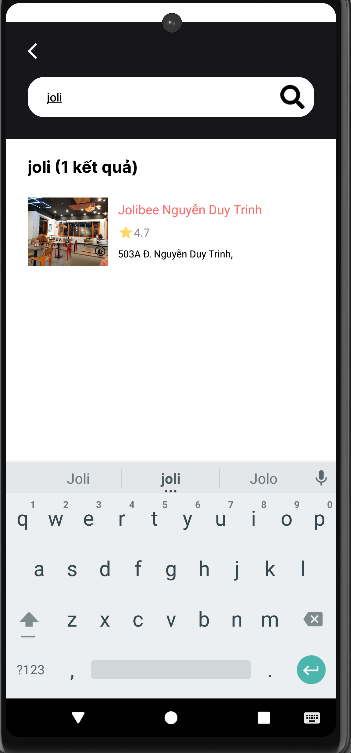 joli
joli (1 kết quả)
Jolibee Nguyễn Duy Trinh
4.7
503A Đ. Nguyễn Duy Trinh,
Joli joli Jolo
1 2 3 4 5 6 7 8 9 0
q w e r t y u i o p
a s d f g h j k l
z x c v b n m
?123 , .